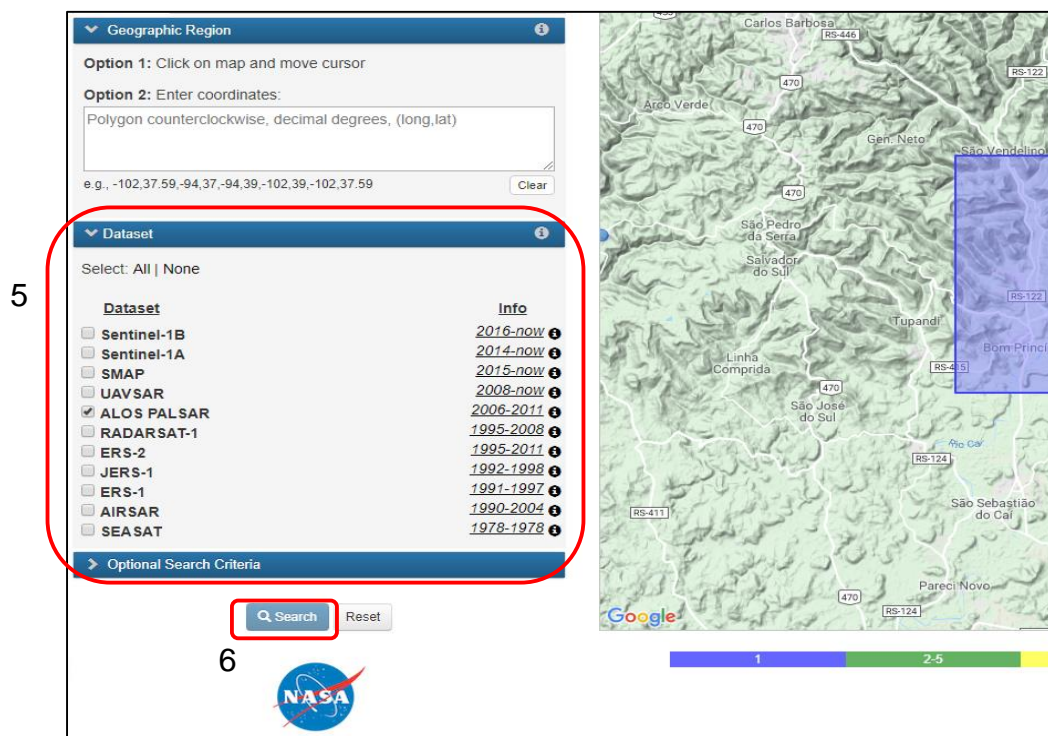 Geographic Region
Option 1: Click on map and move cursor
Option 2: Enter coordinates:
Polygon counterclockwise, decimal degrees, (long,lat)
e.g., -102,37.59,-94,37,-94,39,-102,39,-102,37.59
Clear
5
Dataset
Select: All | None
Dataset Info
Sentinel-1B 2016-now
Sentinel-1A 2014-now
SMAP 2015-now
UAVSAR 2008-now
ALOS PALSAR 2006-2011
RADARSAT-1 1995-2008
ERS-2 1995-2011
JERS-1 1992-1998
ERS-1 1991-1997
AIRSAR 1990-2004
SEASAT 1978-1978
Optional Search Criteria
Search Reset
6
NASA
Carlos Barbosa
RS-446
RS-122
470
Arco Verde
470
Gen. Neto
São Vendelino
470
São Pedro
da Serra
Salvador
do Sul
RS-122
Tupandi
Bom Princi
Linha
Comprida
RS-415
470
São José
do Sul
Rio Caí
RS-124
São Sebastião
do Caí
RS-411
Pareci Novo
470
RS-124
Google
1 2-5